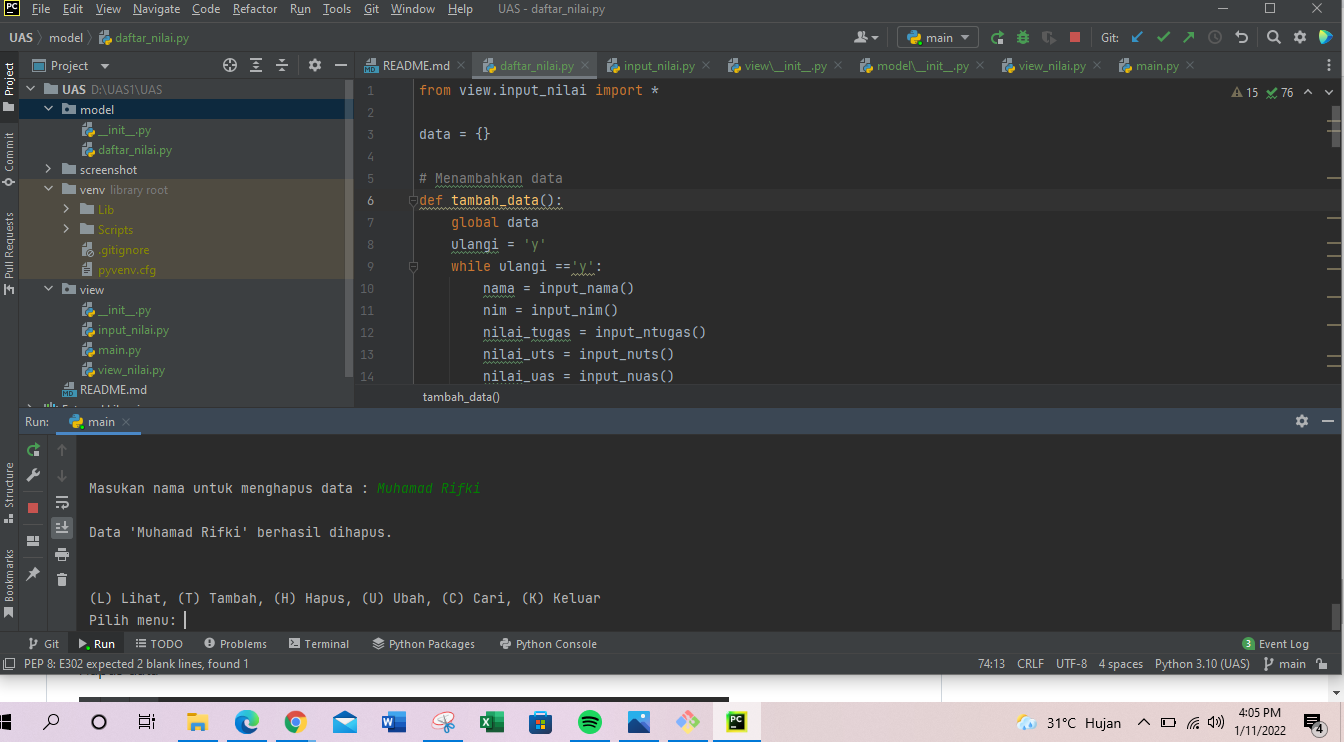 PC File Edit View Navigate Code Refactor Run Tools Git Window Help UAS - daftar_nilai.py
UAS model daftar_nilai.py main Git:
Project
README.md daftar_nilai.py input_nilai.py view\__init__.py model\__init__.py view_nilai.py main.py
Project
Commit
Pull Requests
UAS D:\UAS1\UAS
model
__init__.py
daftar_nilai.py
screenshot
venv library root
Lib
Scripts
.gitignore
pyvenv.cfg
view
__init__.py
input_nilai.py
main.py
view_nilai.py
README.md
15 76
1 from view.input_nilai import *
2
3 data = {}
4
5 # Menambahkan data
6 def tambah_data():
7 global data
8 ulangi = 'y'
9 while ulangi =='y':
10 nama = input_nama()
11 nim = input_nim()
12 nilai_tugas = input_ntugas()
13 nilai_uts = input_nuts()
14 nilai_uas = input_nuas()
tambah_data()
Run: main
Structure
Bookmarks
Masukan nama untuk menghapus data : Muhamad Rifki
Data 'Muhamad Rifki' berhasil dihapus.
(L) Lihat, (T) Tambah, (H) Hapus, (U) Ubah, (C) Cari, (K) Keluar
Pilih menu:
Git Run TODO Problems Terminal Python Packages Python Console 3 Event Log
PEP 8: E302 expected 2 blank lines, found 1 74:13 CRLF UTF-8 4 spaces Python 3.10 (UAS) main
31°C Hujan 4:05 PM
1/11/2022 4